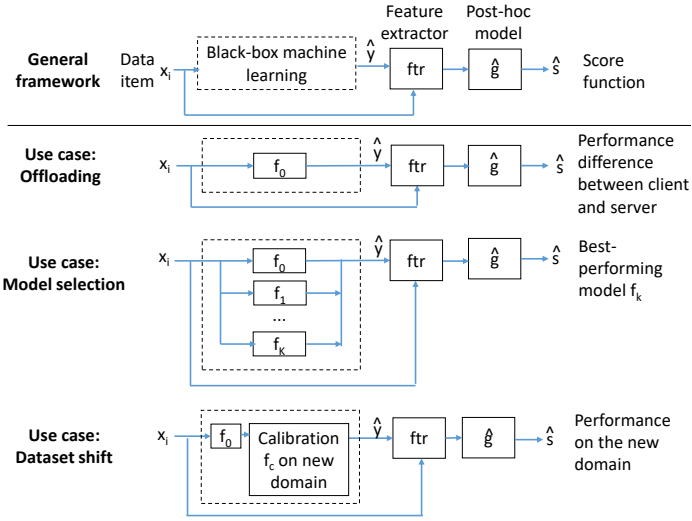 Feature
extractor
Post-hoc
model
General
framework
Data
item
xᵢ
Black-box machine
learning
ŷ
ftr
ĝ
ŝ
Score
function
Use case:
Offloading
xᵢ
f₀
ŷ
ftr
ĝ
ŝ
Performance
difference
between client
and server
Use case:
Model selection
xᵢ
f₀
f₁
...
f_K
ŷ
ftr
ĝ
ŝ
Best-
performing
model fₖ
Use case:
Dataset shift
xᵢ
f₀
Calibration
f_c on new
domain
ŷ
ftr
ĝ
ŝ
Performance
on the new
domain